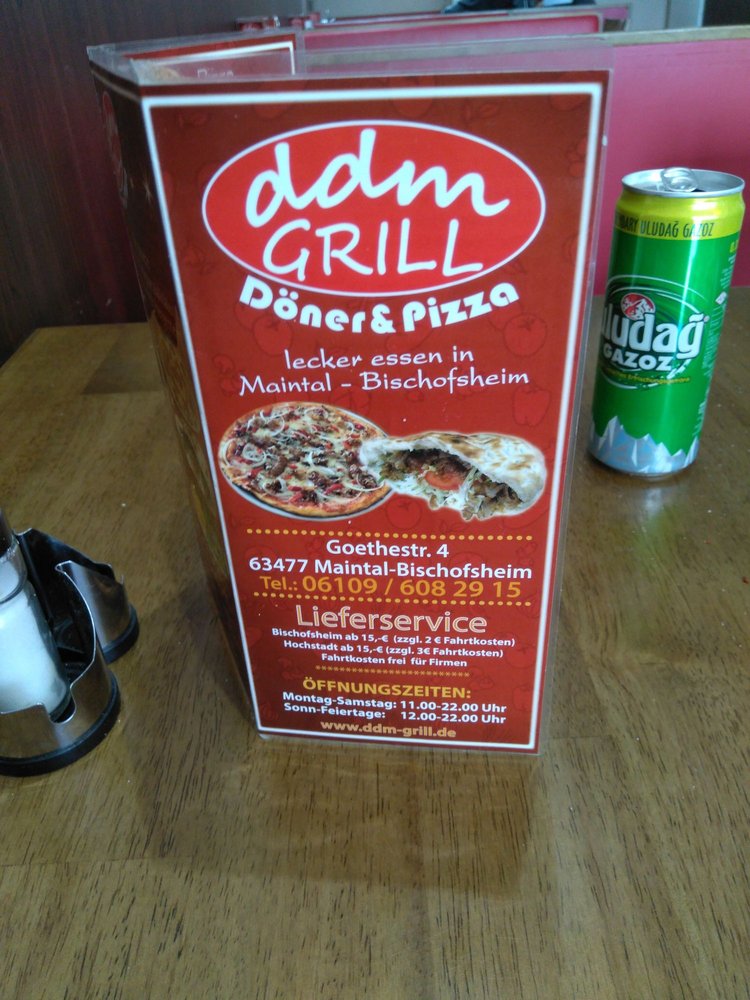 ddm
GRILL
Döner & Pizza
lecker essen in
Maintal - Bischofsheim
Goethestr. 4
63477 Maintal-Bischofsheim
Tel.: 06109 / 608 29 15
Lieferservice
Bischofsheim ab 15,-€ (zzgl. 2 € Fahrtkosten)
Hochstadt ab 15,-€ (zzgl. 3€ Fahrtkosten)
Fahrtkosten frei für Firmen
ÖFFNUNGSZEITEN:
Montag-Samstag: 11.00-22.00 Uhr
Sonn-Feiertage: 12.00-22.00 Uhr
www.ddm-grill.de
ULUDAĞ GAZOZ
uludağ
GAZOZ